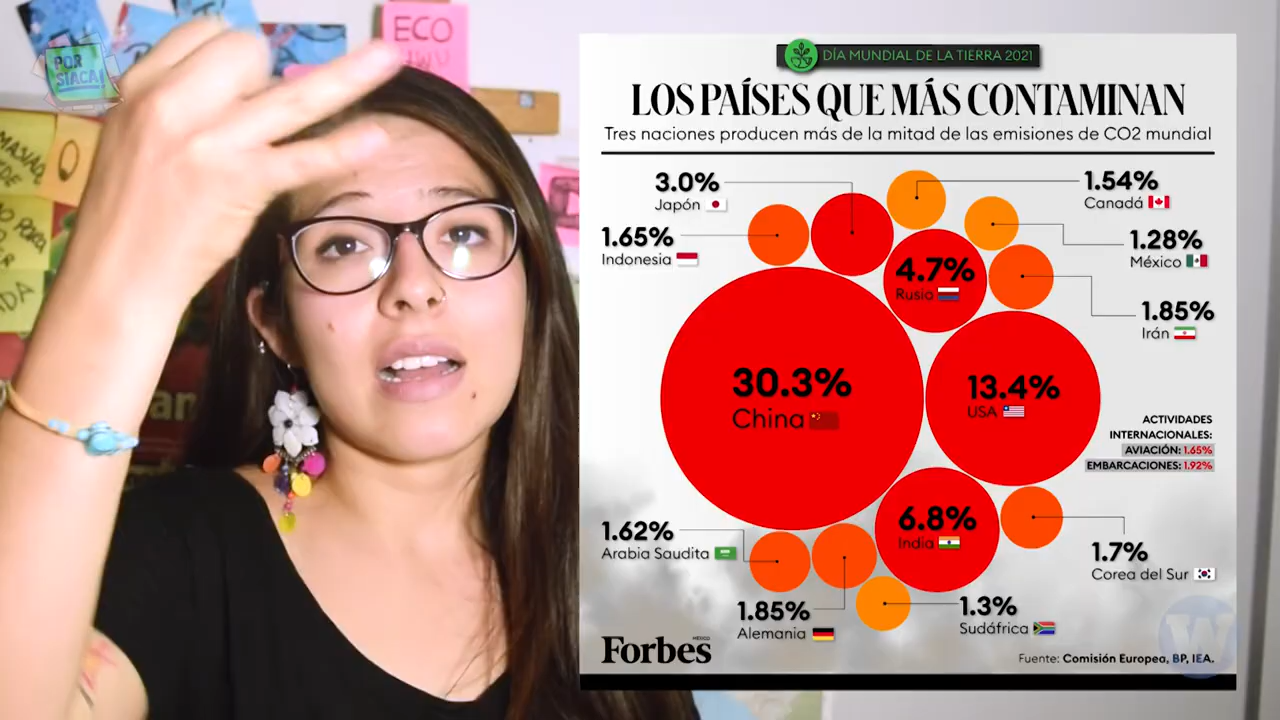 POR
SIACA!
ECO
O
DA
an
DÍA MUNDIAL DE LA TIERRA 2021
LOS PAÍSES QUE MÁS CONTAMINAN
Tres naciones producen más de la mitad de las emisiones de CO2 mundial
3.0%
Japón
1.54%
Canadá
1.65%
Indonesia
1.28%
México
4.7%
Rusia
1.85%
Irán
30.3%
China
13.4%
USA
ACTIVIDADES
INTERNACIONALES:
AVIACIÓN: 1.65%
EMBARCACIONES: 1.92%
6.8%
India
1.62%
Arabia Saudita
1.7%
Corea del Sur
1.85%
Alemania
1.3%
Sudáfrica
Forbes
MÉXICO
Fuente: Comisión Europea, BP, IEA.
W